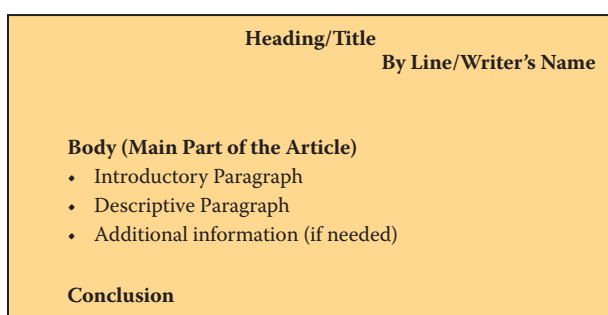 Heading/Title
By Line/Writer’s Name
Body (Main Part of the Article)
• Introductory Paragraph
• Descriptive Paragraph
• Additional information (if needed)
Conclusion